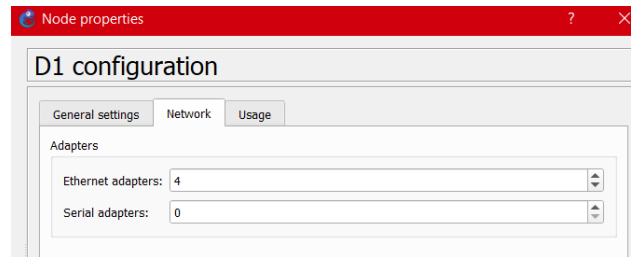 Node properties ?
D1 configuration
General settings Network Usage
Adapters
Ethernet adapters: 4
Serial adapters: 0